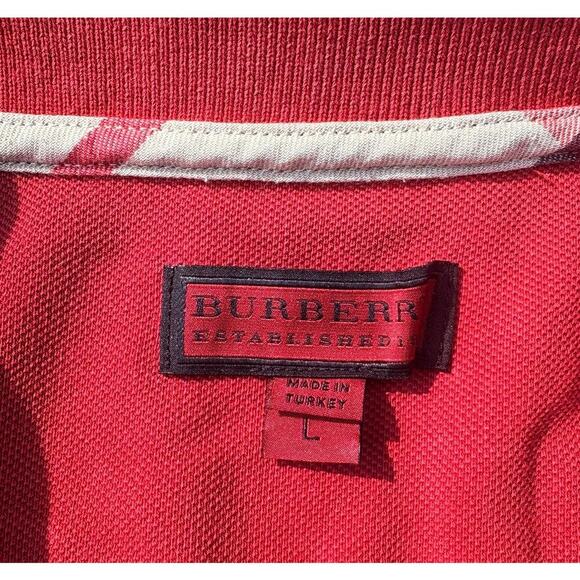 BURBERR
ESTABLISHED 1
MADE IN
TURKEY
L